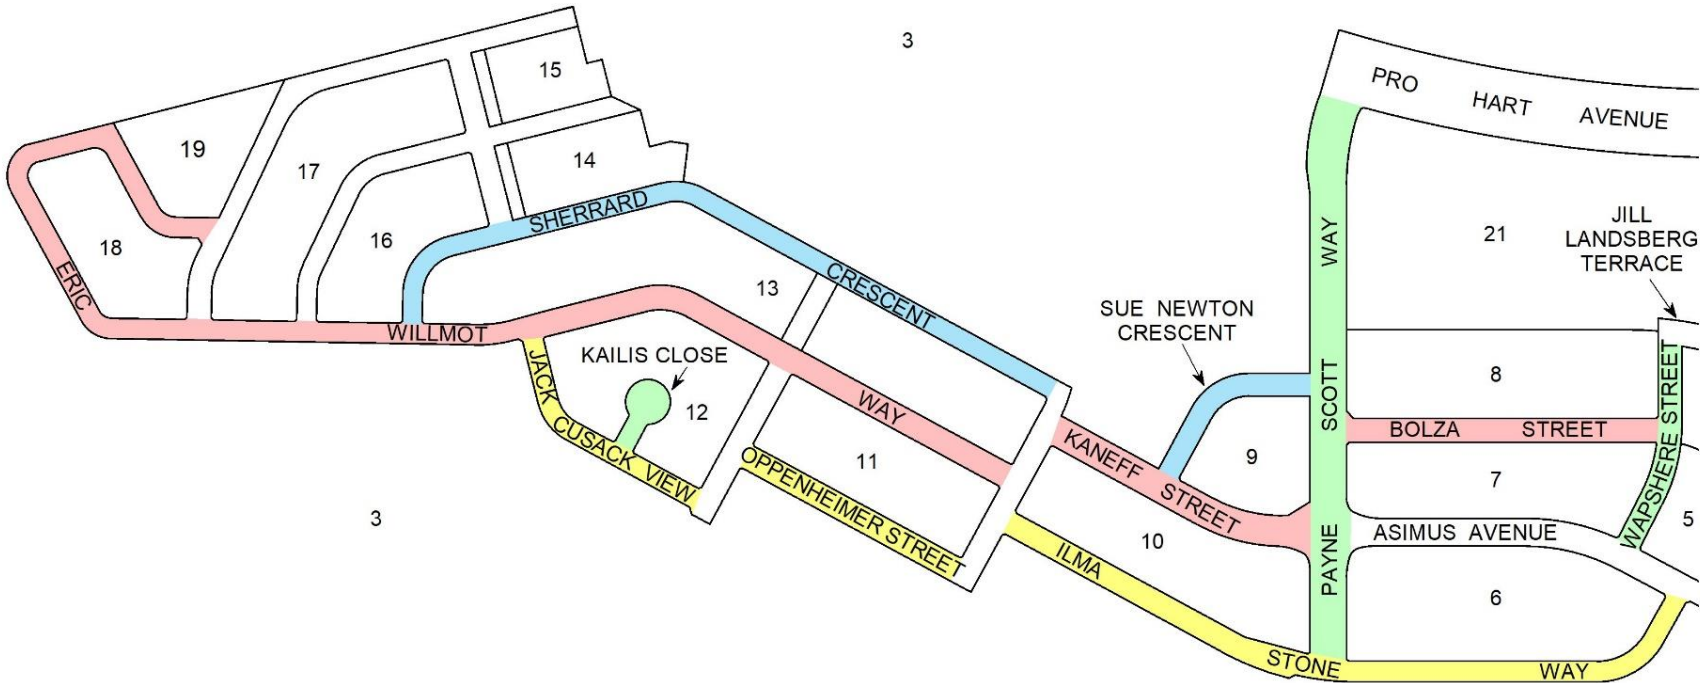 3
PRO HART AVENUE
15
19
14
17
21
JILL
LANDSBERG
TERRACE
16
18
SHERRARD CRESCENT
13
ERIC WILLMOT WAY
SUE NEWTON
CRESCENT
KAILIS CLOSE
8
12
JACK CUSACK VIEW
BOLZA STREET
WAPSHERE STREET
KANEFF STREET
9
11
7
OPPENHEIMER STREET
3
5
ASIMUS AVENUE
10
PAYNE SCOTT WAY
6
ILMA STONE WAY